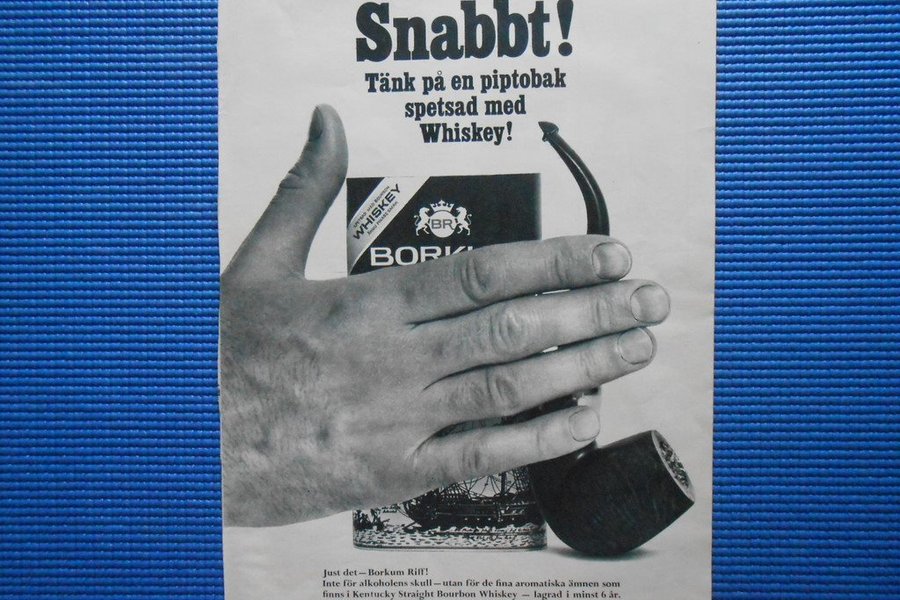 Snabbt!
Tänk på en piptobak
spetsad med
Whiskey!
WHISKEY
BR
BORKU
Just det—Borkum Riff!
Inte för alkoholens skull—utan för de fina aromatiska ämnen som
finns i Kentucky Straight Bourbon Whiskey — lagrad i minst 6 år.